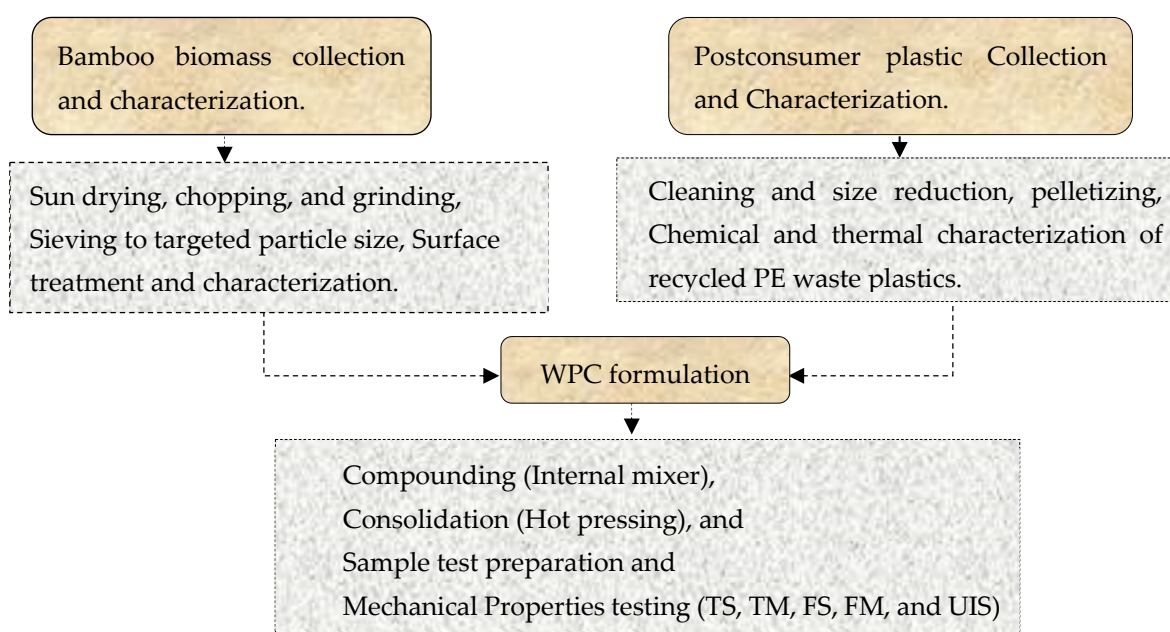 Bamboo biomass collection
and characterization.
Postconsumer plastic Collection
and Characterization.
Sun drying, chopping, and grinding,
Sieving to targeted particle size, Surface
treatment and characterization.
Cleaning and size reduction, pelletizing,
Chemical and thermal characterization of
recycled PE waste plastics.
WPC formulation
Compounding (Internal mixer),
Consolidation (Hot pressing), and
Sample test preparation and
Mechanical Properties testing (TS, TM, FS, FM, and UIS)